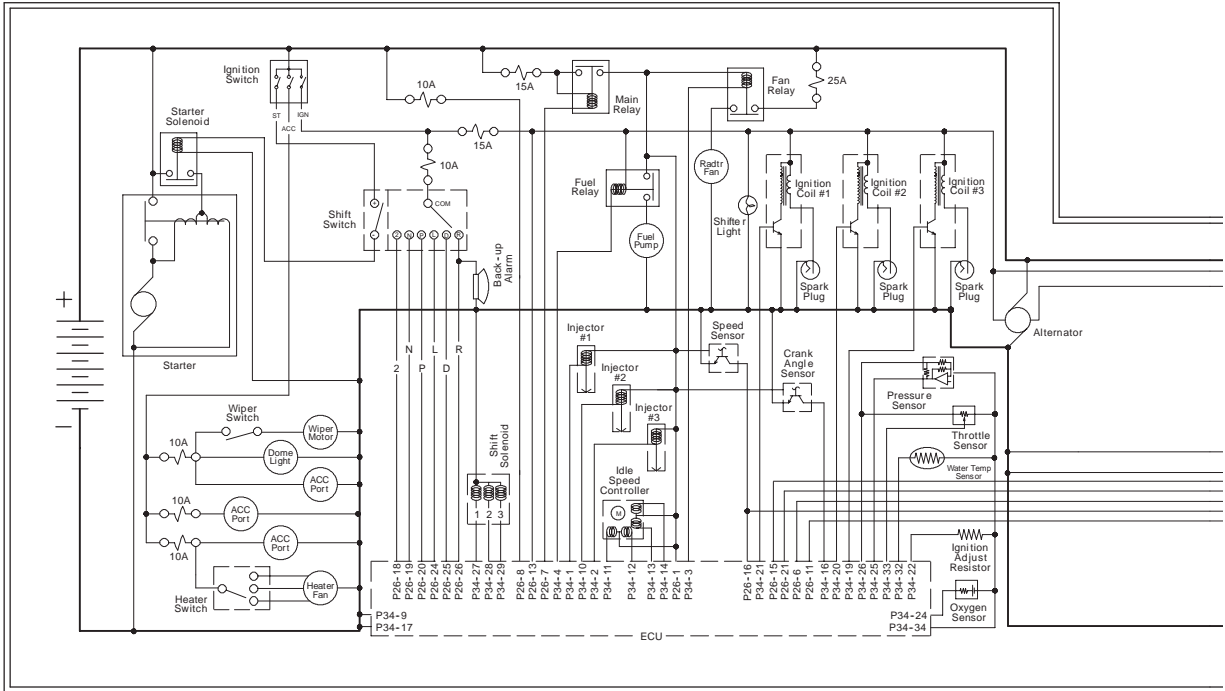 Ignition
Switch
ST
ACC
IGN
Starter
Solenoid
10A
15A
Main
Relay
Fan
Relay
25A
15A
10A
COM
Shift
Switch
+
-
2
N
P
L
D
R
Back-up
Alarm
Fuel
Relay
Fuel
Pump
Radtr
Fan
Shifter
Light
Ignition
Coil #1
Ignition
Coil #2
Ignition
Coil #3
Spark
Plug
Spark
Plug
Spark
Plug
Alternator
+
−
Starter
2
N
P
L
D
R
Injector
#1
Injector
#2
Injector
#3
Speed
Sensor
Crank
Angle
Sensor
Pressure
Sensor
Throttle
Sensor
Water Temp
Sensor
Ignition
Adjust
Resistor
Oxygen
Sensor
Wiper
Switch
Wiper
Motor
10A
Dome
Light
ACC
Port
10A
ACC
Port
10A
ACC
Port
Heater
Switch
Heater
Fan
Shift
Solenoid
1
2
3
Idle
Speed
Controller
M
P26-18
P26-19
P26-20
P26-24
P26-25
P26-26
P34-27
P34-28
P34-29
P26-8
P26-13
P26-7
P34-4
P34-1
P34-10
P34-2
P34-11
P34-12
P34-13
P34-14
P26-1
P34-3
P26-16
P34-21
P26-15
P26-21
P26-6
P26-11
P34-16
P34-20
P34-19
P34-26
P34-25
P34-33
P34-32
P34-22
P34-9
P34-17
P34-24
P34-34
ECU